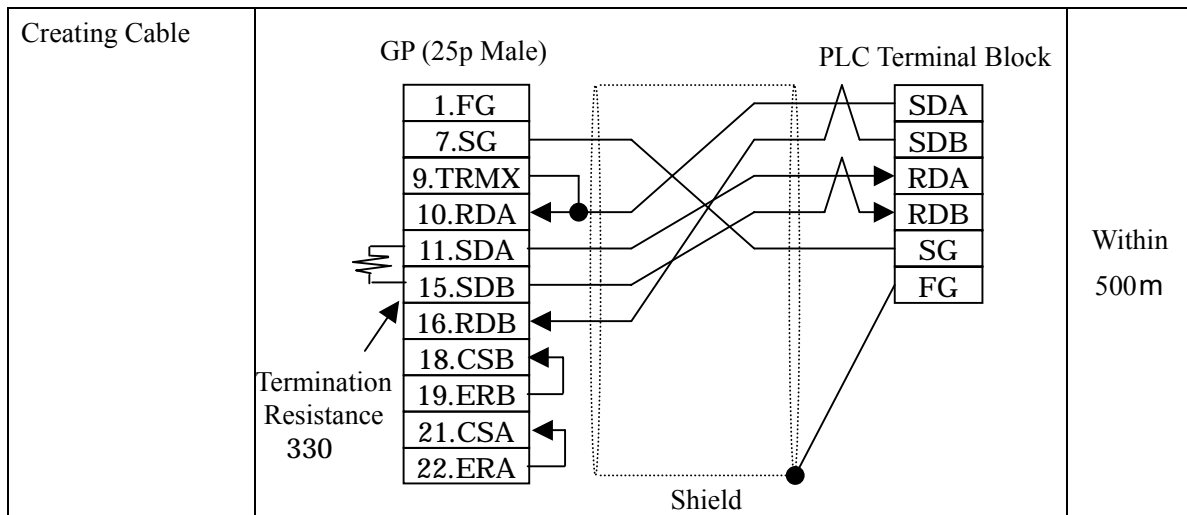 Creating Cable
GP (25p Male)
PLC Terminal Block
1.FG
7.SG
9.TRMX
10.RDA
11.SDA
15.SDB
16.RDB
18.CSB
19.ERB
21.CSA
22.ERA
SDA
SDB
RDA
RDB
SG
FG
Termination
Resistance
330
Shield
Within
500m